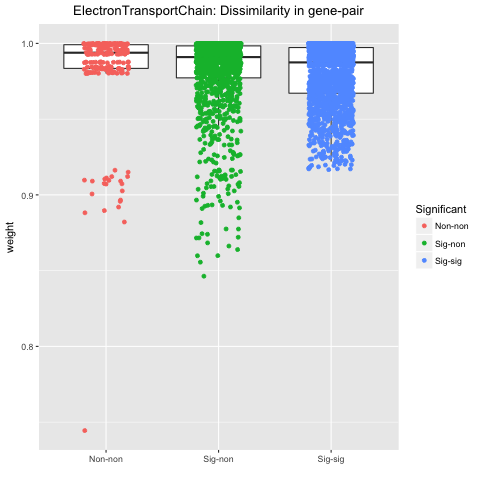 ElectronTransportChain: Dissimilarity in gene-pair
1.0
0.9
0.8
weight
Non-non
Sig-non
Sig-sig
Significant
Non-non
Sig-non
Sig-sig